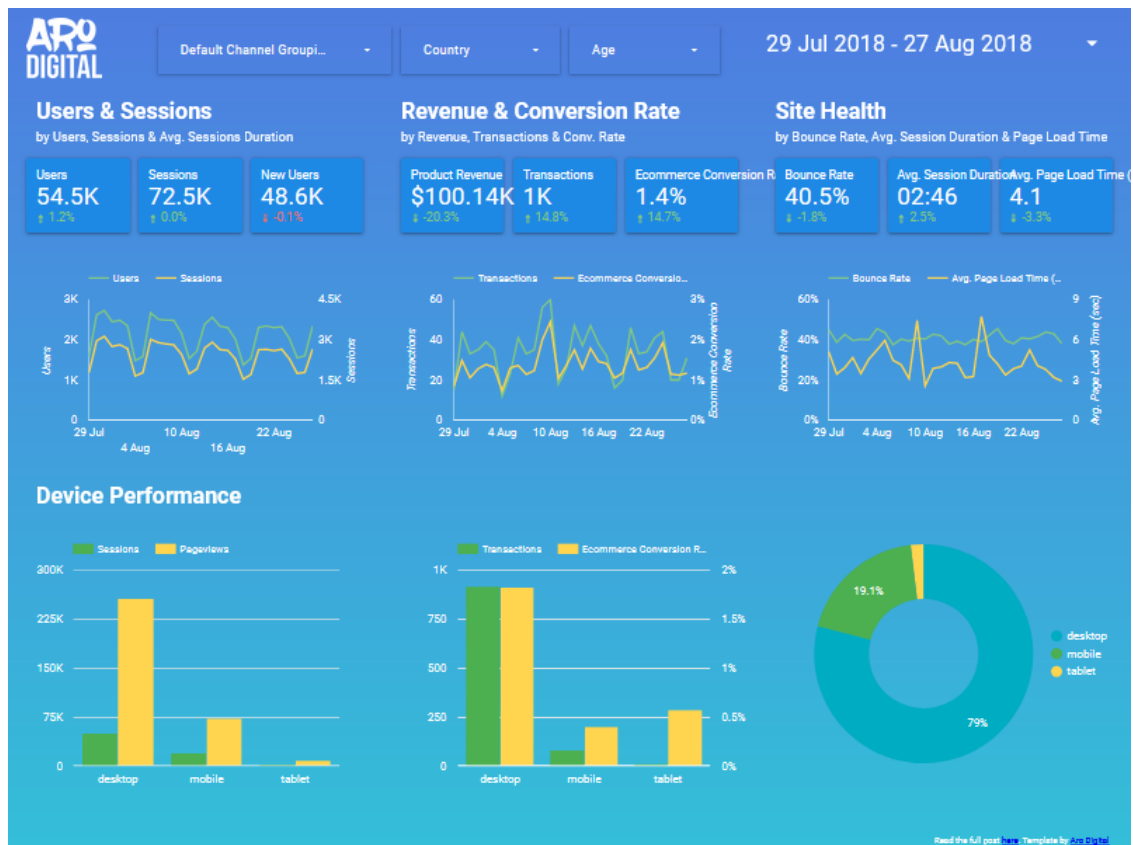 ARO
DIGITAL
Default Channel Groupi...
Country
Age
29 Jul 2018 - 27 Aug 2018
Users & Sessions
by Users, Sessions & Avg. Sessions Duration
Users
54.5K
1.2%
Sessions
72.5K
0.0%
New Users
48.6K
-0.1%
Revenue & Conversion Rate
by Revenue, Transactions & Conv. Rate
Product Revenue
$100.14K
-20.3%
Transactions
1K
14.8%
Ecommerce Conversion R
1.4%
14.7%
Site Health
by Bounce Rate, Avg. Session Duration & Page Load Time
Bounce Rate
40.5%
-1.8%
Avg. Session Duration
02:46
2.5%
Avg. Page Load Time (
4.1
-3.3%
Users Sessions
3K
2K
1K
0
Users
4.5K
3K
1.5K
0
Sessions
29 Jul 4 Aug 10 Aug 16 Aug 22 Aug
Transactions Ecommerce Conversio...
60
40
20
0
Transactions
3%
2%
1%
0%
Ecommerce Conversion
Rate
29 Jul 4 Aug 10 Aug 16 Aug 22 Aug
Bounce Rate Avg. Page Load Time (...
60%
40%
20%
0%
Bounce Rate
9
6
3
0
Avg. Page Load Time (sec)
29 Jul 4 Aug 10 Aug 16 Aug 22 Aug
Device Performance
Sessions Pageviews
300K
225K
150K
75K
0
desktop mobile tablet
Transactions Ecommerce Conversion R...
1K
750
500
250
0
2%
1.5%
1%
0.5%
0%
desktop mobile tablet
19.1%
79%
desktop
mobile
tablet
Read the full post here. Template by Aro Digital